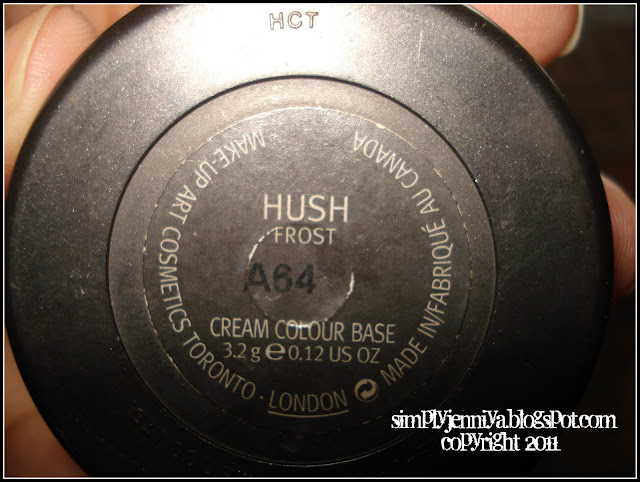 HCT
MAKE-UP ART COSMETICS TORONTO · LONDON
MADE IN/FABRIQUÉ AU CANADA
HUSH
FROST
A64
CREAM COLOUR BASE
3.2 g ℮ 0.12 US OZ
simplyjenniya.blogspot.com
copyright 2011